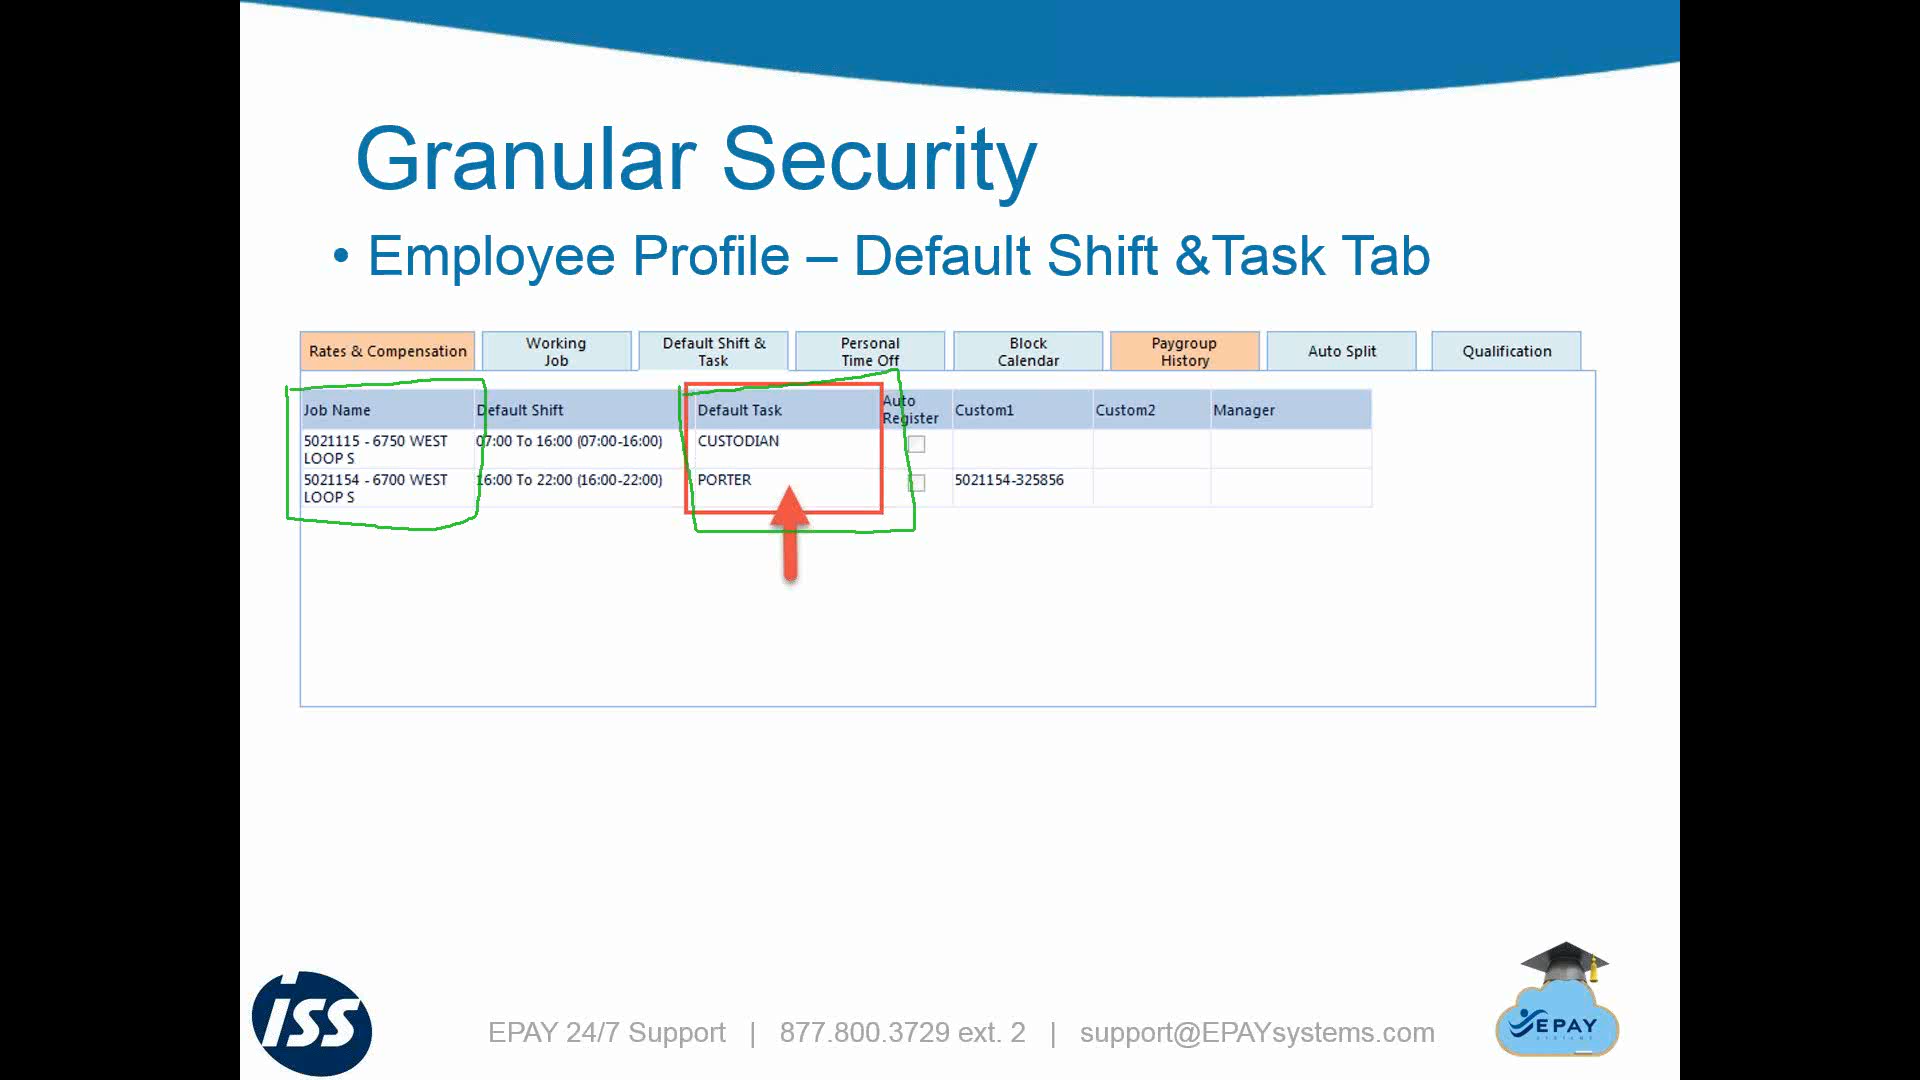 Granular Security
• Employee Profile – Default Shift &Task Tab
Rates & Compensation
Working
Job
Default Shift &
Task
Personal
Time Off
Block
Calendar
Paygroup
History
Auto Split
Qualification
Job Name
Default Shift
Default Task
Auto
Register
Custom1
Custom2
Manager
5021115 - 6750 WEST
LOOP S
07:00 To 16:00 (07:00-16:00)
CUSTODIAN
5021154 - 6700 WEST
LOOP S
16:00 To 22:00 (16:00-22:00)
PORTER
5021154-325856
ISS
EPAY 24/7 Support | 877.800.3729 ext. 2 | support@EPAYsystems.com
EPAY
SYSTEMS